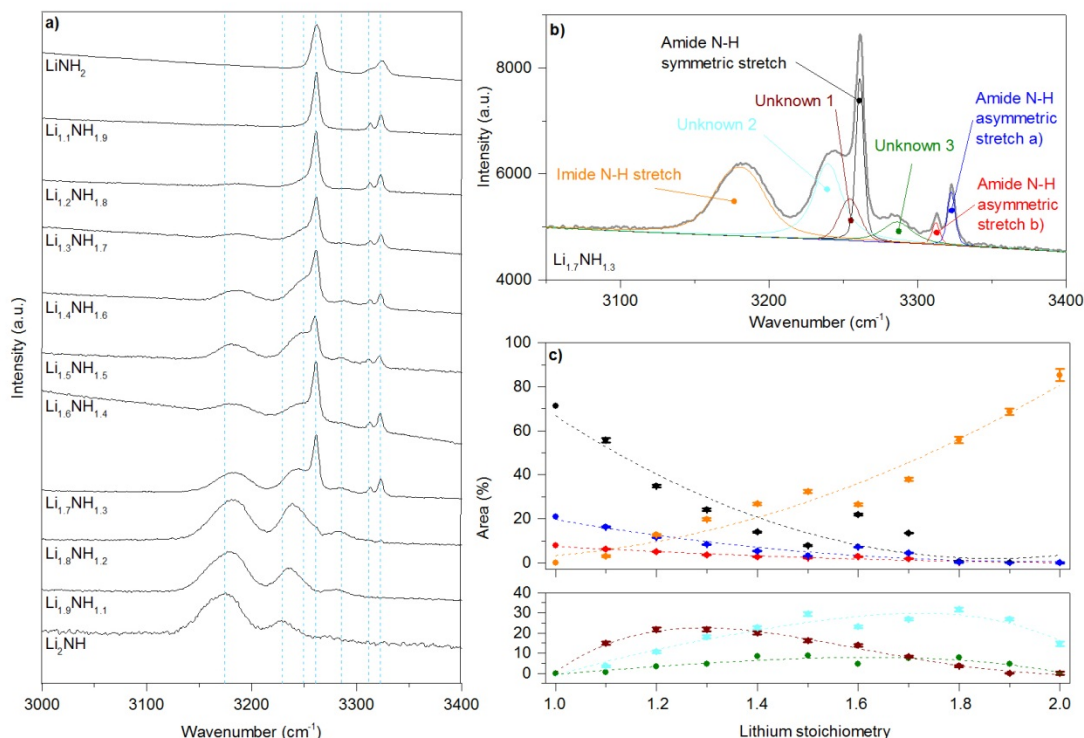 a)
LiNH2
Li1.1NH1.9
Li1.2NH1.8
Li1.3NH1.7
Li1.4NH1.6
Li1.5NH1.5
Li1.6NH1.4
Li1.7NH1.3
Li1.8NH1.2
Li1.9NH1.1
Li2NH
Intensity (a.u.)
3000 3100 3200 3300 3400
Wavenumber (cm-1)
b)
Amide N-H
symmetric stretch
Unknown 1
Unknown 2
Imide N-H stretch
Unknown 3
Amide N-H
asymmetric
stretch a)
Amide N-H
asymmetric
stretch b)
Li1.7NH1.3
Intensity (a.u.)
8000
6000
4000
3100 3200 3300 3400
Wavenumber (cm-1)
c)
Area (%)
100
80
60
40
20
0
40
30
20
10
0
1.0 1.2 1.4 1.6 1.8 2.0
Lithium stoichiometry